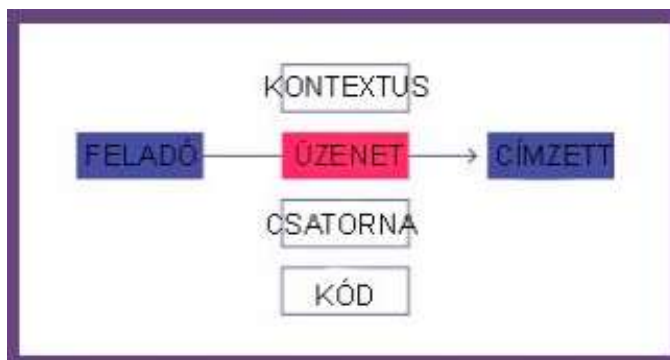 KONTEXTUS
FELADÓ ÜZENET CÍMZETT
CSATORNA
KÓD